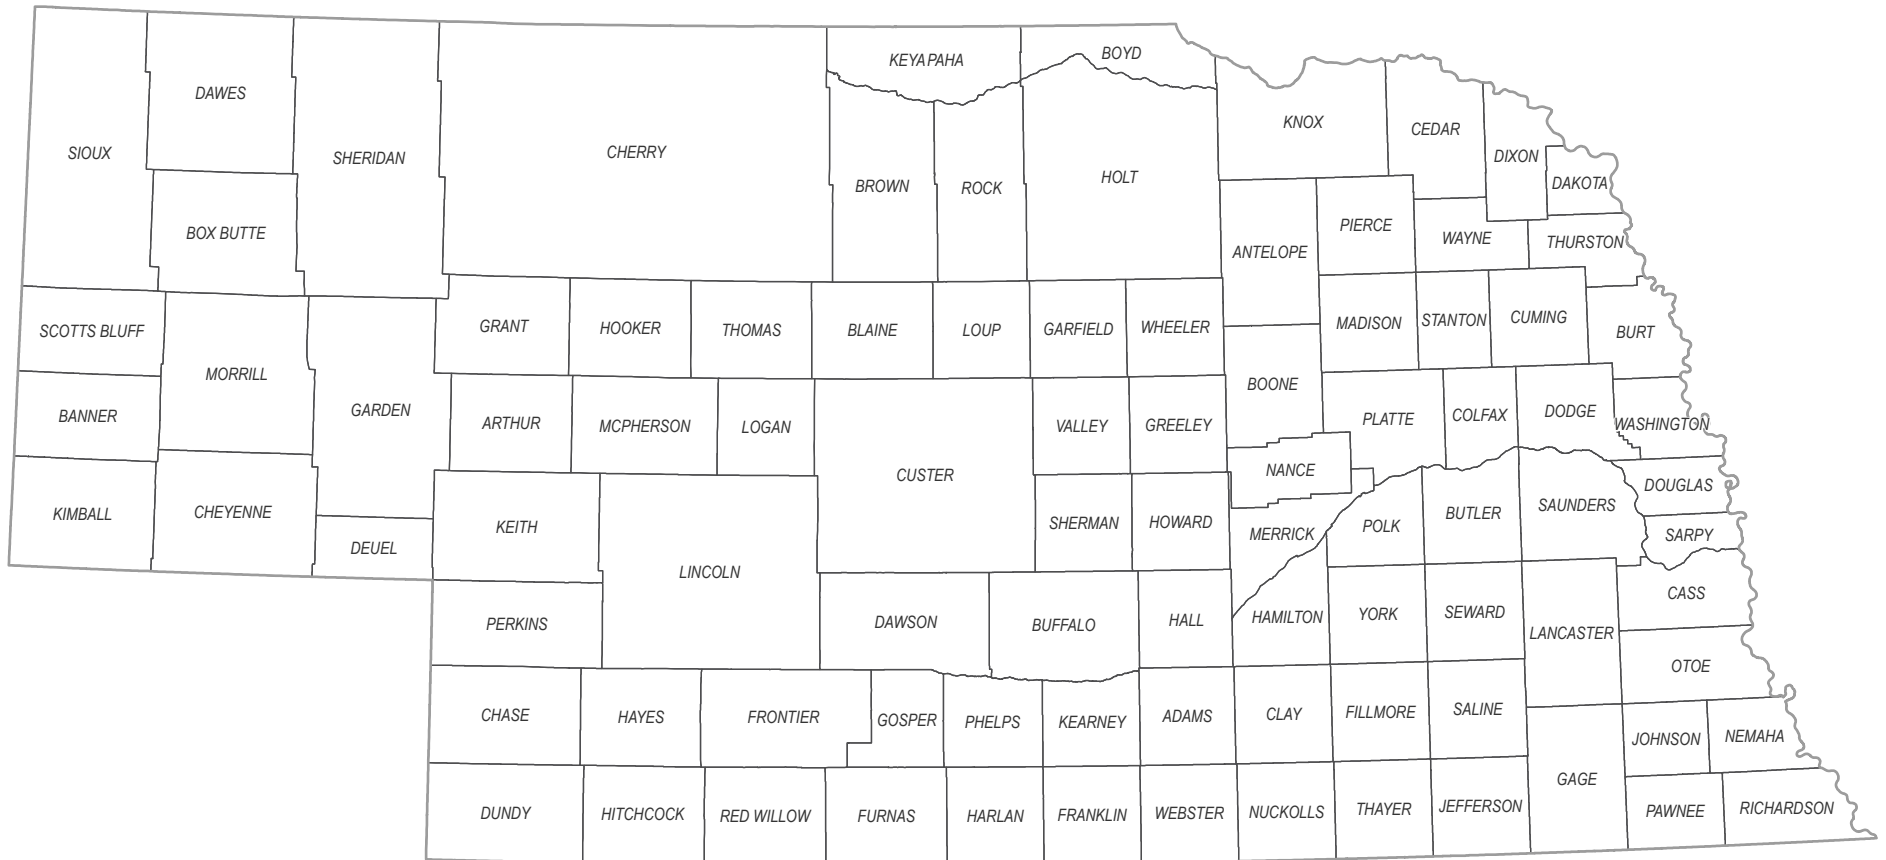 KEYA PAHA
BOYD
DAWES
KNOX
CEDAR
SIOUX
SHERIDAN
CHERRY
DIXON
BROWN
ROCK
HOLT
DAKOTA
BOX BUTTE
PIERCE
WAYNE
THURSTON
ANTELOPE
SCOTTS BLUFF
GRANT
HOOKER
THOMAS
BLAINE
LOUP
GARFIELD
WHEELER
MADISON
STANTON
CUMING
BURT
MORRILL
BANNER
GARDEN
ARTHUR
MCPHERSON
LOGAN
VALLEY
GREELEY
BOONE
PLATTE
COLFAX
DODGE
WASHINGTON
CUSTER
NANCE
KIMBALL
CHEYENNE
KEITH
SHERMAN
HOWARD
MERRICK
POLK
BUTLER
SAUNDERS
DOUGLAS
SARPY
DEUEL
LINCOLN
PERKINS
DAWSON
BUFFALO
HALL
HAMILTON
YORK
SEWARD
LANCASTER
CASS
OTOE
CHASE
HAYES
FRONTIER
GOSPER
PHELPS
KEARNEY
ADAMS
CLAY
FILLMORE
SALINE
JOHNSON
NEMAHA
DUNDY
HITCHCOCK
RED WILLOW
FURNAS
HARLAN
FRANKLIN
WEBSTER
NUCKOLLS
THAYER
JEFFERSON
GAGE
PAWNEE
RICHARDSON